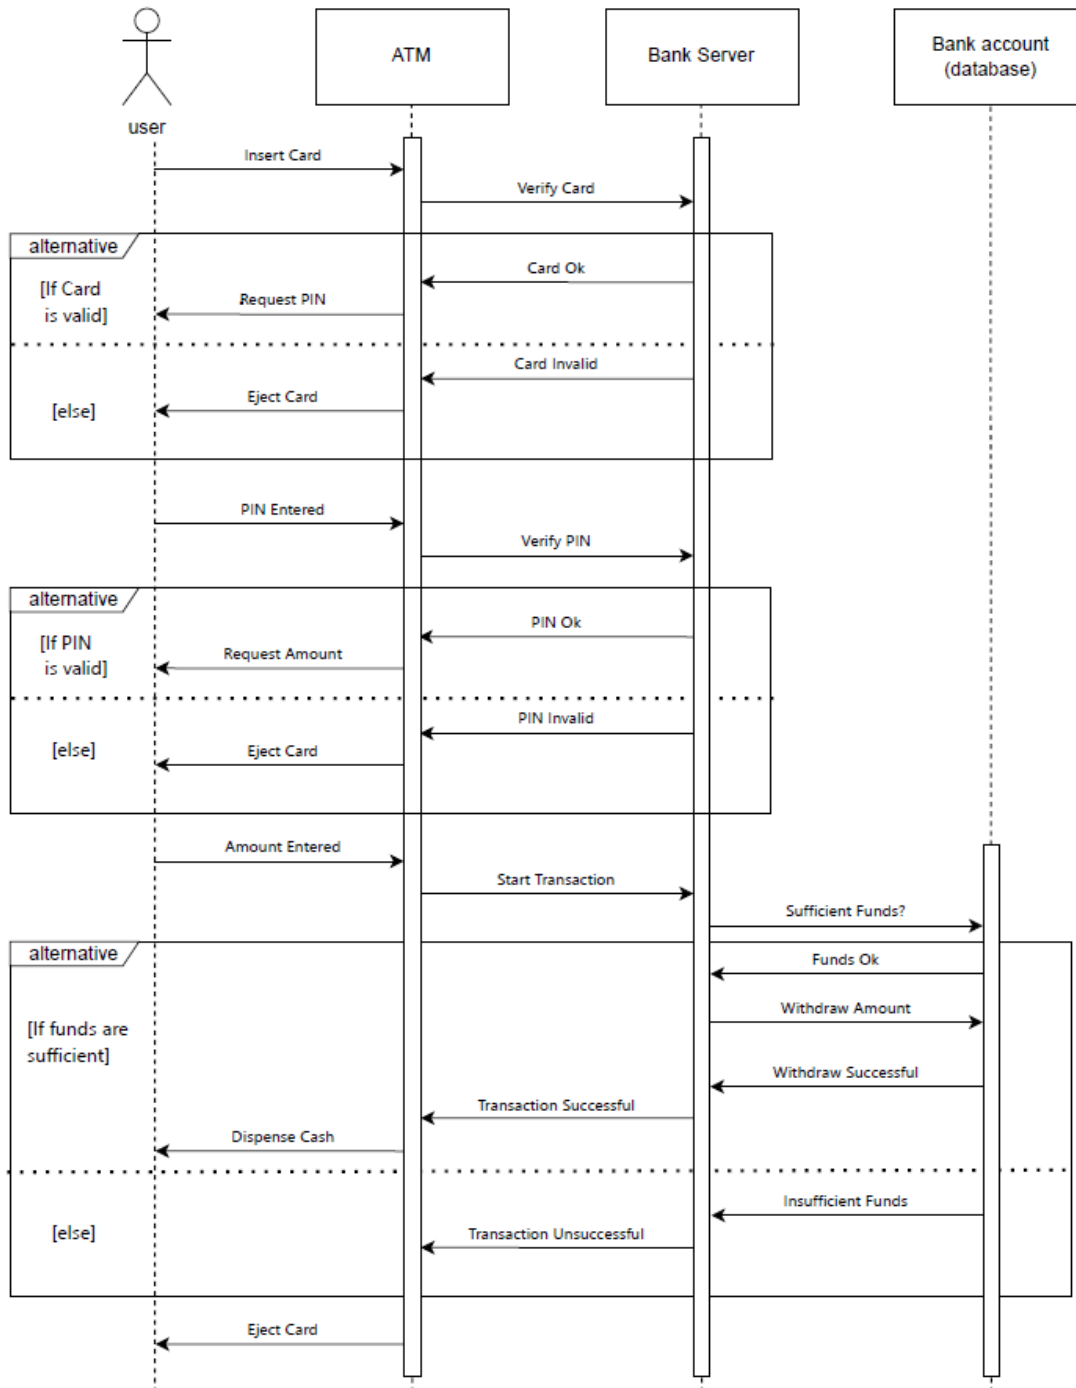 user
ATM
Bank Server
Bank account
(database)
Insert Card
Verify Card
alternative
[If Card
is valid]
Card Ok
Request PIN
Card Invalid
[else]
Eject Card
PIN Entered
Verify PIN
alternative
[If PIN
is valid]
PIN Ok
Request Amount
PIN Invalid
[else]
Eject Card
Amount Entered
Start Transaction
Sufficient Funds?
alternative
Funds Ok
[If funds are
sufficient]
Withdraw Amount
Withdraw Successful
Transaction Successful
Dispense Cash
Insufficient Funds
[else]
Transaction Unsuccessful
Eject Card